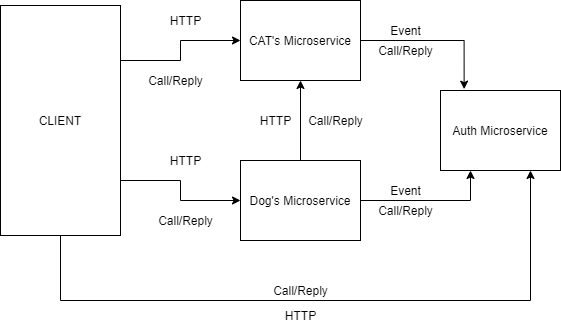 HTTP
CAT's Microservice
Event
Call/Reply
Call/Reply
CLIENT
HTTP
Call/Reply
Auth Microservice
HTTP
Dog's Microservice
Event
Call/Reply
Call/Reply
Call/Reply
HTTP